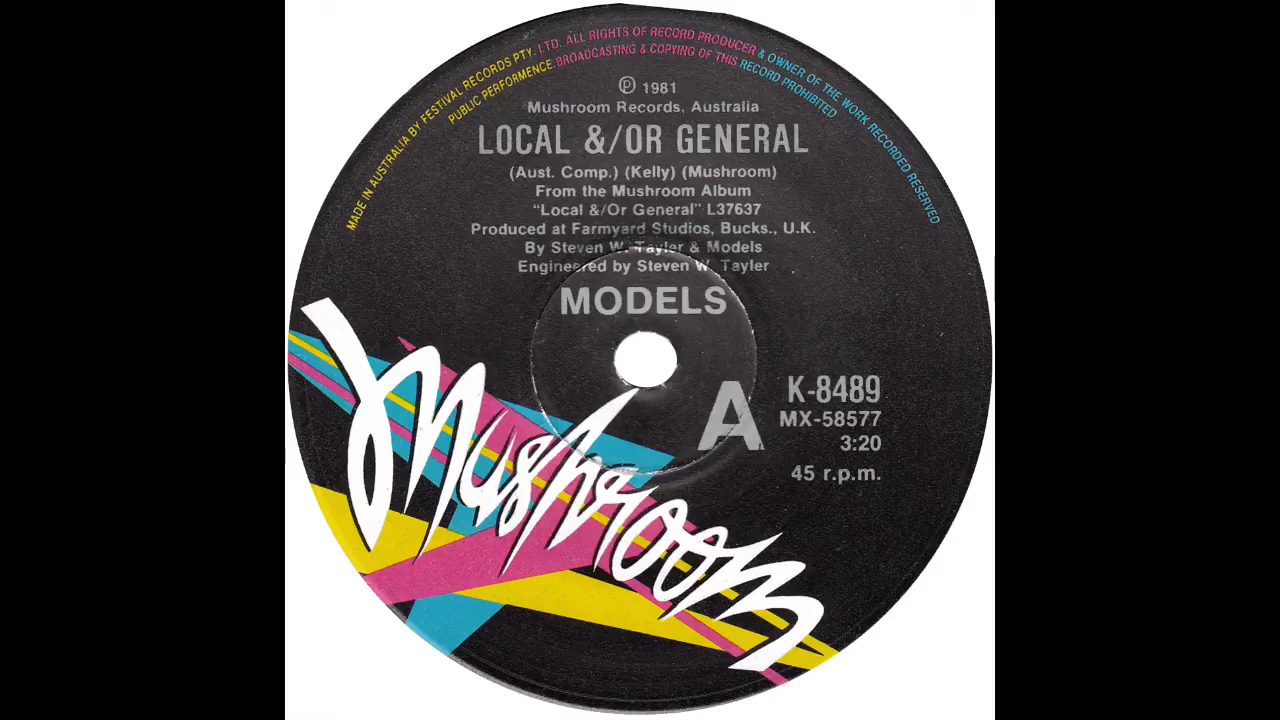 MADE IN AUSTRALIA BY FESTIVAL RECORDS PTY. LTD. ALL RIGHTS OF RECORD PRODUCER & OWNER OF THE WORK RECORDED RESERVED
PUBLIC PERFORMENCE. BROADCASTING & COPYING OF THIS RECORD PROHIBITED
℗ 1981
Mushroom Records, Australia
LOCAL &/OR GENERAL
(Aust. Comp.) (Kelly) (Mushroom)
From the Mushroom Album
"Local &/Or General" L37637
Produced at Farmyard Studios, Bucks., U.K.
By Steven W. Tayler & Models
Engineered by Steven W. Tayler
MODELS
A
K-8489
MX-58577
3:20
45 r.p.m.
Mushroom